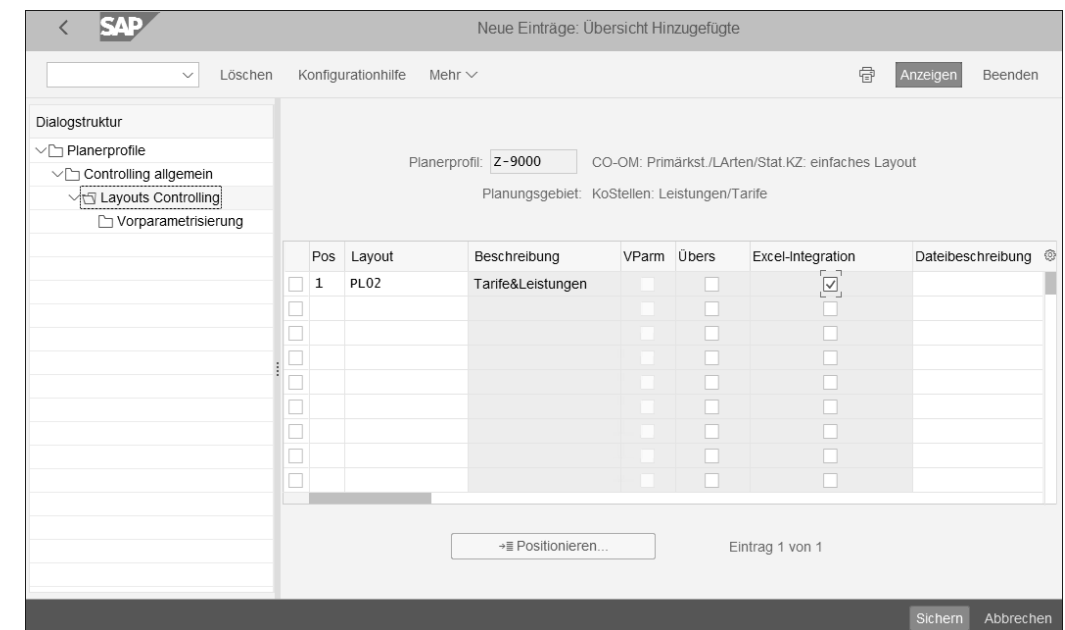 SAP Neue Einträge: Übersicht Hinzugefügte
Löschen Konfigurationhilfe Mehr Anzeigen Beenden
Dialogstruktur
Planerprofile
Controlling allgemein
Layouts Controlling
Vorparametrisierung
Planerprofil: Z-9000 CO-OM: Primärkst./LArten/Stat.KZ: einfaches Layout
Planungsgebiet: KoStellen: Leistungen/Tarife
Pos Layout Beschreibung VParm Übers Excel-Integration Dateibeschreibung
1 PL02 Tarife&Leistungen
Positionieren... Eintrag 1 von 1
Sichern Abbrechen